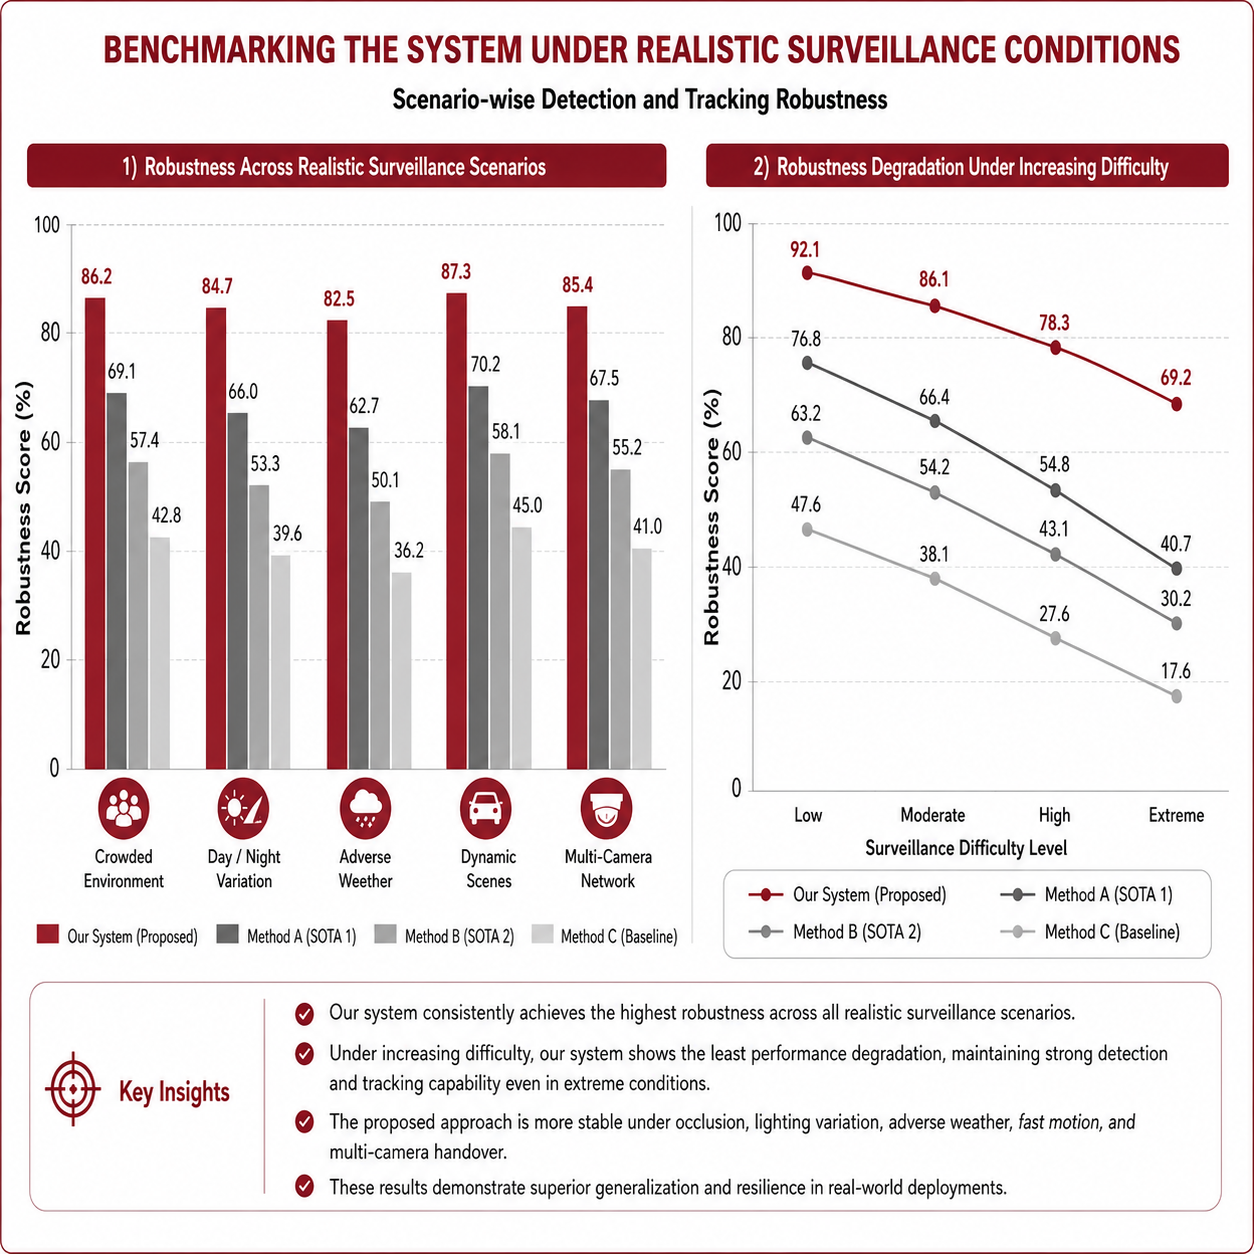 BENCHMARKING THE SYSTEM UNDER REALISTIC SURVEILLANCE CONDITIONS
Scenario-wise Detection and Tracking Robustness
1) Robustness Across Realistic Surveillance Scenarios
Robustness Score (%)
100
80
60
40
20
0
86.2
69.1
57.4
42.8
84.7
66.0
53.3
39.6
82.5
62.7
50.1
36.2
87.3
70.2
58.1
45.0
85.4
67.5
55.2
41.0
Crowded
Environment
Day / Night
Variation
Adverse
Weether
Dynamic
Scenes
Multi-Camera
Network
Our System (Proposed)
Method A (SOTA 1)
Method B (SOTA 2)
Method C (Baseline)
2) Robustness Degradation Under Increasing Difficulty
Robustness Score (%)
100
80
60
40
20
0
92.1
86.1
78.3
69.2
76.8
66.4
54.8
40.7
63.2
54.2
43.1
30.2
47.6
38.1
27.6
17.6
Low
Moderate
High
Extreme
Surveillance Difficulty Level
Our System (Proposed)
Method A (SOTA 1)
Method B (SOTA 2)
Method C (Baseline)
Key Insights
Our system consistently achieves the highest robustness across all realistic surveillance scenarios.
Under increasing difficulty, our system shows the least performance degradation, maintaining strong detection
and tracking capability even in extreme conditions.
The proposed approach is more stable under occlusion, lighting variation, adverse weather, fast motion, and
multi-camera handover.
These results demonstrate superior generalization and resilience in real-world deployments.